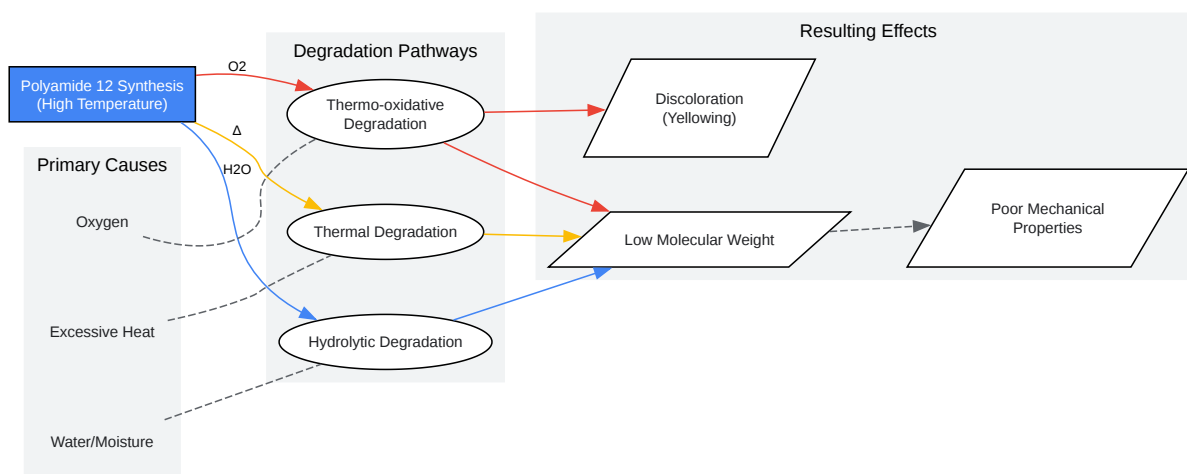 Resulting Effects
Degradation Pathways
Polyamide 12 Synthesis
(High Temperature)
O2
Thermo-oxidative
Degradation
Discoloration
(Yellowing)
Δ
H2O
Primary Causes
Oxygen
Thermal Degradation
Low Molecular Weight
Poor Mechanical
Properties
Excessive Heat
Hydrolytic Degradation
Water/Moisture